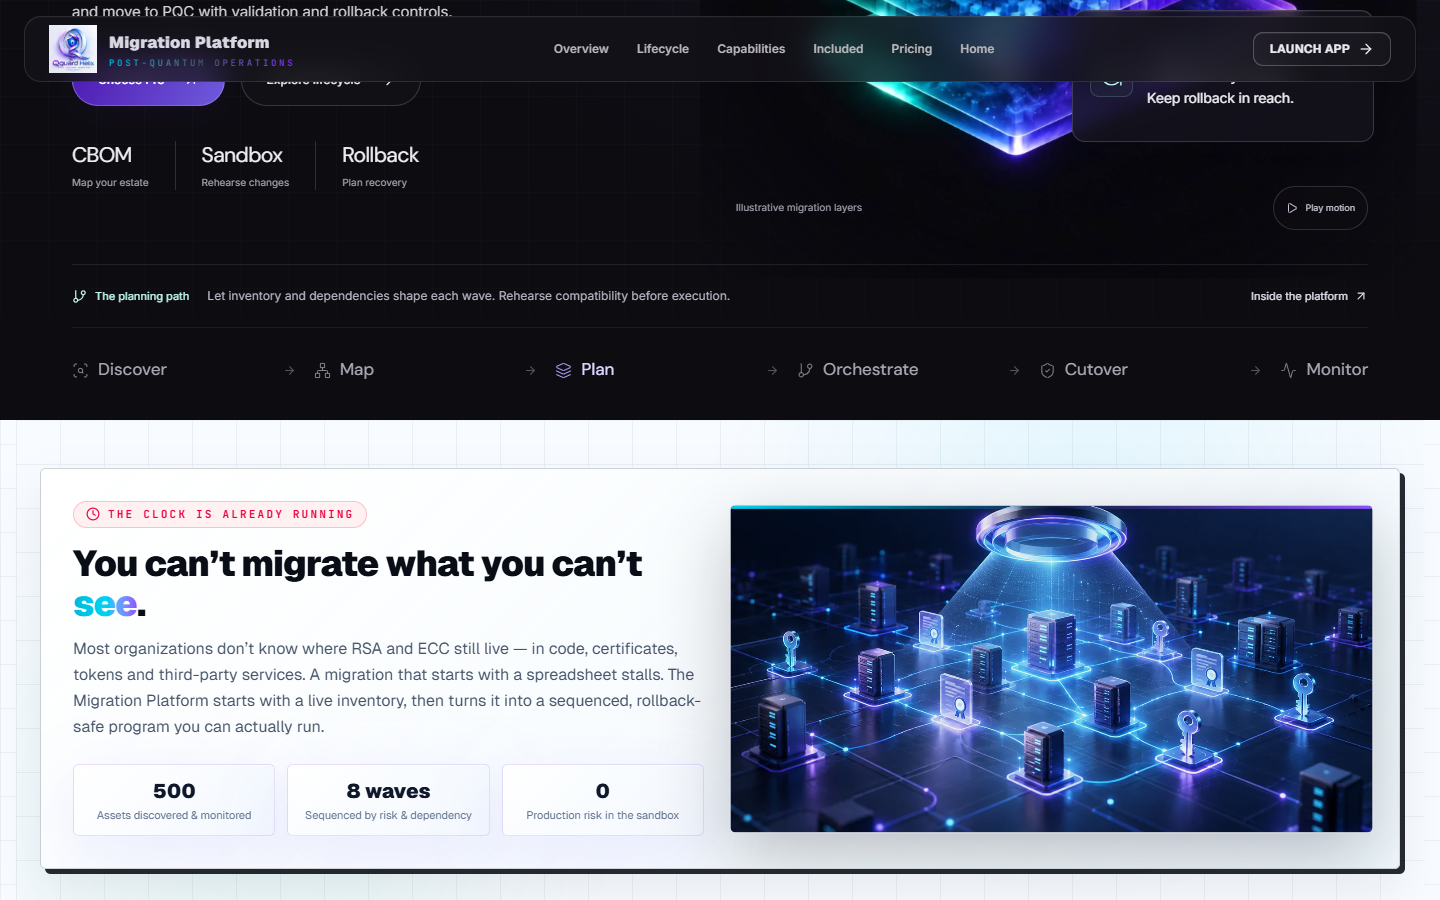 and move to PQC with validation and rollback controls.
Qguard Helix
Migration Platform
POST-QUANTUM OPERATIONS
Overview
Lifecycle
Capabilities
Included
Pricing
Home
LAUNCH APP
Explore lifecycle
Keep rollback in reach.
CBOM
Map your estate
Sandbox
Rehearse changes
Rollback
Plan recovery
Illustrative migration layers
Play motion
The planning path
Let inventory and dependencies shape each wave. Rehearse compatibility before execution.
Inside the platform
Discover
Map
Plan
Orchestrate
Cutover
Monitor
THE CLOCK IS ALREADY RUNNING
You can’t migrate what you can’t
see.
Most organizations don’t know where RSA and ECC still live — in code, certificates,
tokens and third-party services. A migration that starts with a spreadsheet stalls. The
Migration Platform starts with a live inventory, then turns it into a sequenced, rollback-
safe program you can actually run.
500
Assets discovered & monitored
8 waves
Sequenced by risk & dependency
0
Production risk in the sandbox